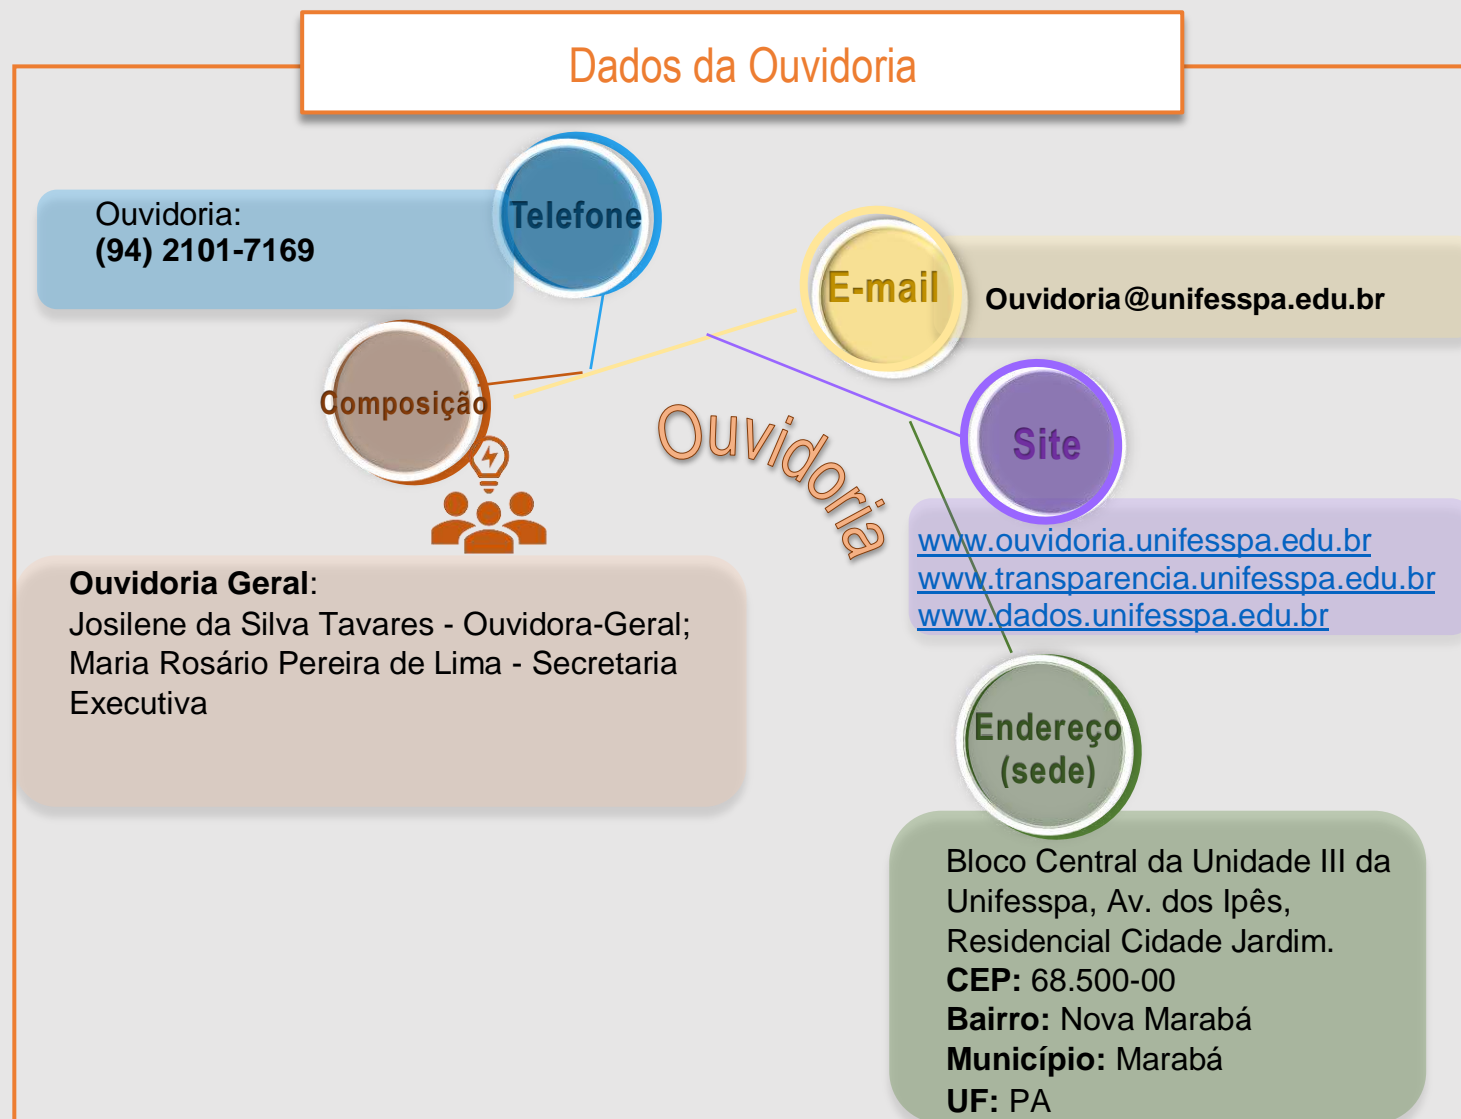 Dados da Ouvidoria
Telefone
Ouvidoria:
(94) 2101-7169
E-mail
Ouvidoria@unifesspa.edu.br
Composição
Ouvidoria
Site
www.ouvidoria.unifesspa.edu.br
www.transparencia.unifesspa.edu.br
www.dados.unifesspa.edu.br
Ouvidoria Geral:
Josilene da Silva Tavares - Ouvidora-Geral;
Maria Rosário Pereira de Lima - Secretaria
Executiva
Endereço
(sede)
Bloco Central da Unidade III da
Unifesspa, Av. dos Ipês,
Residencial Cidade Jardim.
CEP: 68.500-00
Bairro: Nova Marabá
Município: Marabá
UF: PA